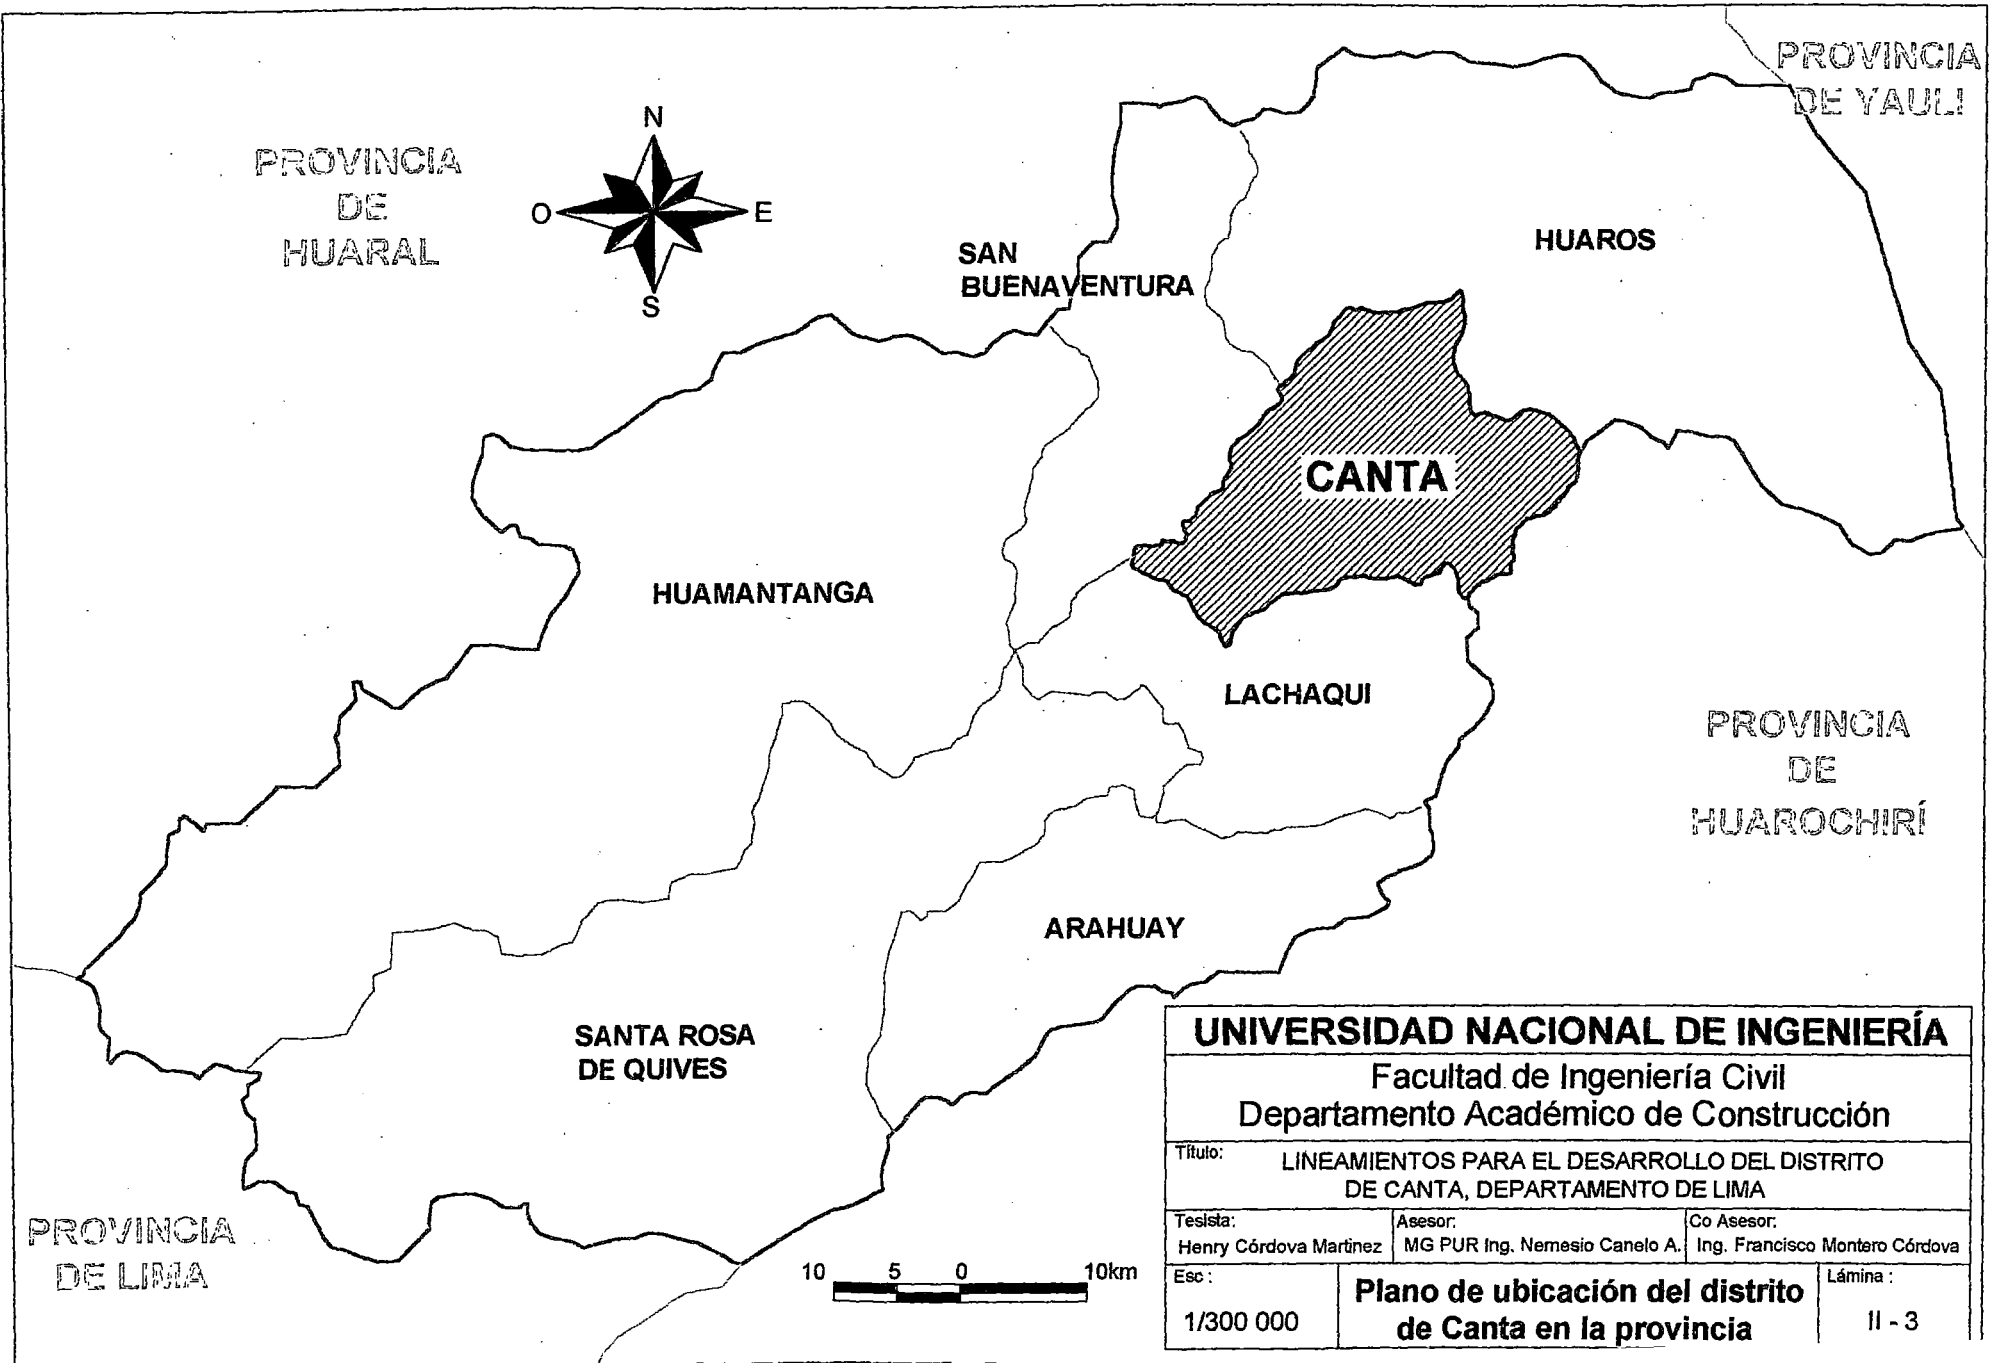 PROVINCIA
DE YAULI
PROVINCIA
DE
HUARAL
N
O
E
S
SAN
BUENAVENTURA
HUAROS
CANTA
HUAMANTANGA
LACHAQUI
PROVINCIA
DE
HUAROCHIRÍ
ARAHUAY
SANTA ROSA
DE QUIVES
PROVINCIA
DE LIMA
10 5 0 10km
UNIVERSIDAD NACIONAL DE INGENIERÍA
Facultad de Ingeniería Civil
Departamento Académico de Construcción
Título: LINEAMIENTOS PARA EL DESARROLLO DEL DISTRITO
DE CANTA, DEPARTAMENTO DE LIMA
Tesista:
Henry Córdova Martinez
Asesor:
MG PUR Ing. Nemesio Canelo A.
Co Asesor:
Ing. Francisco Montero Córdova
Esc :
1/300 000
Plano de ubicación del distrito
de Canta en la provincia
Lámina :
II - 3